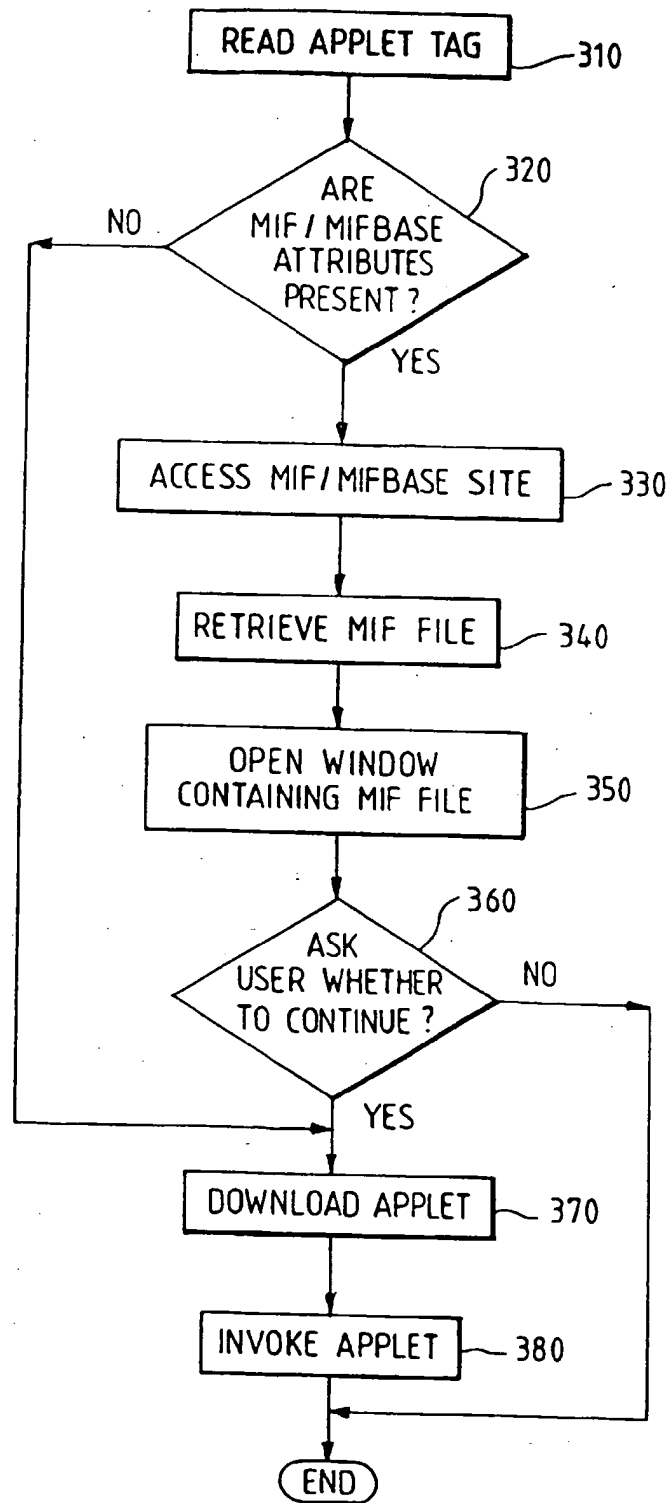 READ APPLET TAG
310
ARE
MIF/MIFBASE
ATTRIBUTES
PRESENT?
320
NO
YES
ACCESS MIF/MIFBASE SITE
330
RETRIEVE MIF FILE
340
OPEN WINDOW
CONTAINING MIF FILE
350
360
ASK
USER WHETHER
TO CONTINUE?
NO
YES
DOWNLOAD APPLET
370
INVOKE APPLET
380
END